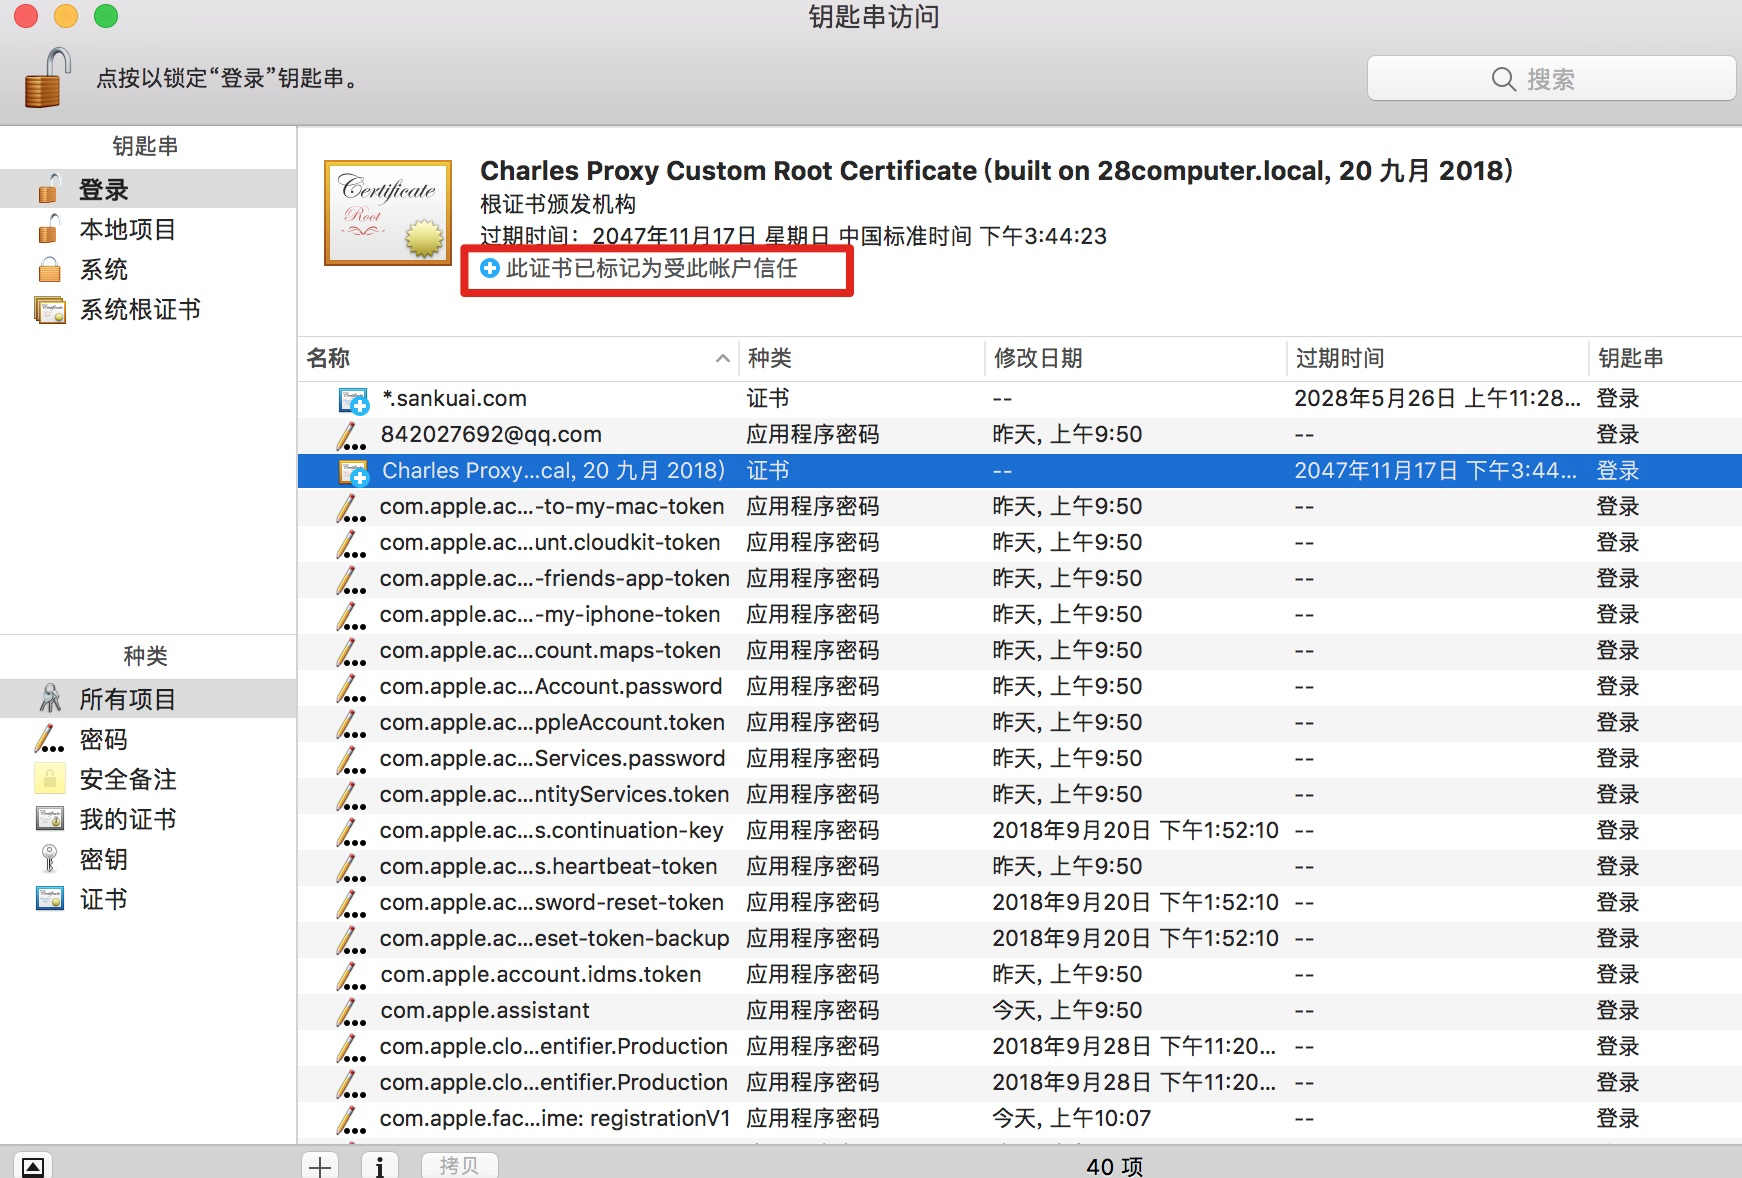 钥匙串访问
点按以锁定“登录”钥匙串。
搜索
钥匙串
登录
本地项目
系统
系统根证书
种类
所有项目
密码
安全备注
我的证书
密钥
证书
Certificate
Root
Charles Proxy Custom Root Certificate (built on 28computer.local, 20 九月 2018)
根证书颁发机构
过期时间：2047年11月17日 星期日 中国标准时间 下午3:44:23
此证书已标记为受此帐户信任
名称 种类 修改日期 过期时间 钥匙串
*.sankuai.com 证书 -- 2028年5月26日 上午11:28... 登录
842027692@qq.com 应用程序密码 昨天, 上午9:50 -- 登录
Charles Proxy...cal, 20 九月 2018) 证书 -- 2047年11月17日 下午3:44... 登录
com.apple.ac...-to-my-mac-token 应用程序密码 昨天, 上午9:50 -- 登录
com.apple.ac...unt.cloudkit-token 应用程序密码 昨天, 上午9:50 -- 登录
com.apple.ac...-friends-app-token 应用程序密码 昨天, 上午9:50 -- 登录
com.apple.ac...-my-iphone-token 应用程序密码 昨天, 上午9:50 -- 登录
com.apple.ac...count.maps-token 应用程序密码 昨天, 上午9:50 -- 登录
com.apple.ac...Account.password 应用程序密码 昨天, 上午9:50 -- 登录
com.apple.ac...ppleAccount.token 应用程序密码 昨天, 上午9:50 -- 登录
com.apple.ac...Services.password 应用程序密码 昨天, 上午9:50 -- 登录
com.apple.ac...ntityServices.token 应用程序密码 昨天, 上午9:50 -- 登录
com.apple.ac...s.continuation-key 应用程序密码 2018年9月20日 下午1:52:10 -- 登录
com.apple.ac...s.heartbeat-token 应用程序密码 昨天, 上午9:50 -- 登录
com.apple.ac...sword-reset-token 应用程序密码 2018年9月20日 下午1:52:10 -- 登录
com.apple.ac...eset-token-backup 应用程序密码 2018年9月20日 下午1:52:10 -- 登录
com.apple.account.idms.token 应用程序密码 昨天, 上午9:50 -- 登录
com.apple.assistant 应用程序密码 今天, 上午9:50 -- 登录
com.apple.clo...entifier.Production 应用程序密码 2018年9月28日 下午11:20... -- 登录
com.apple.clo...entifier.Production 应用程序密码 2018年9月28日 下午11:20... -- 登录
com.apple.fac...ime: registrationV1 应用程序密码 今天, 上午10:07 -- 登录
拷贝
40 项